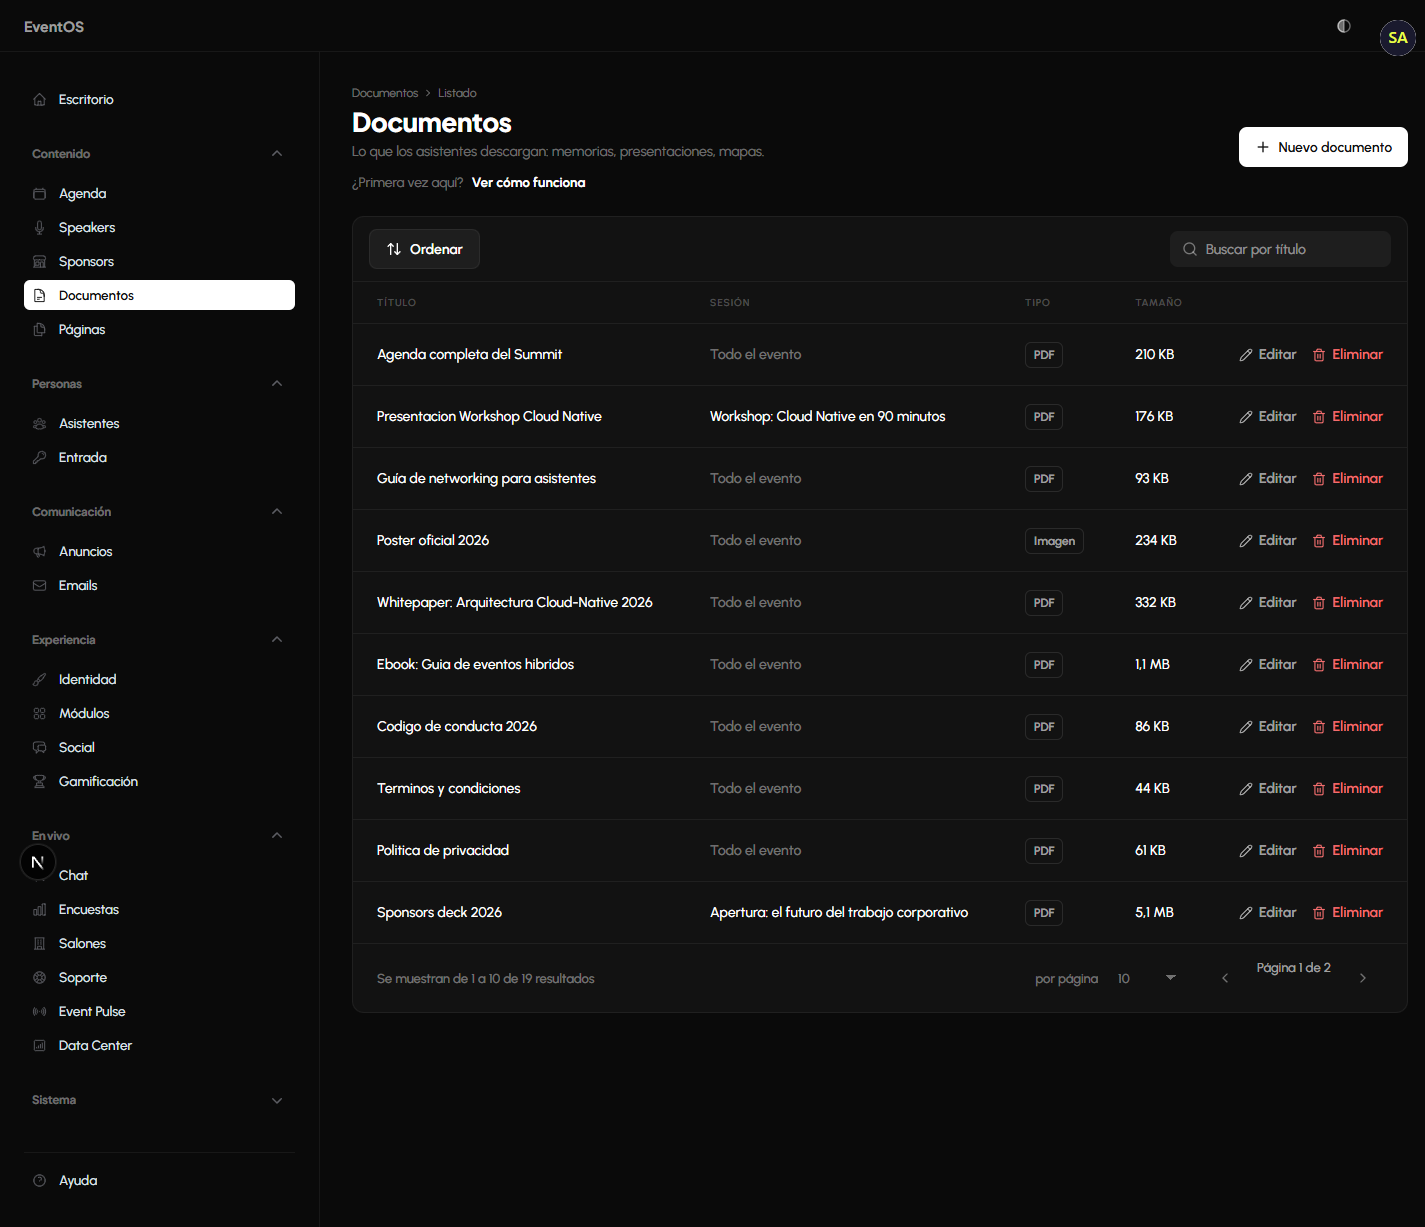 EventOS
SA
Escritorio
Contenido
Agenda
Speakers
Sponsors
Documentos
Páginas
Personas
Asistentes
Entrada
Comunicación
Anuncios
Emails
Experiencia
Identidad
Módulos
Social
Gamificación
En vivo
N
Chat
Encuestas
Salones
Soporte
Event Pulse
Data Center
Sistema
Ayuda
Documentos > Listado
Documentos
Lo que los asistentes descargan: memorias, presentaciones, mapas.
¿Primera vez aquí? Ver cómo funciona
+ Nuevo documento
Ordenar
Buscar por título
TÍTULO SESIÓN TIPO TAMAÑO
Agenda completa del Summit Todo el evento PDF 210 KB Editar Eliminar
Presentacion Workshop Cloud Native Workshop: Cloud Native en 90 minutos PDF 176 KB Editar Eliminar
Guía de networking para asistentes Todo el evento PDF 93 KB Editar Eliminar
Poster oficial 2026 Todo el evento Imagen 234 KB Editar Eliminar
Whitepaper: Arquitectura Cloud-Native 2026 Todo el evento PDF 332 KB Editar Eliminar
Ebook: Guia de eventos hibridos Todo el evento PDF 1,1 MB Editar Eliminar
Codigo de conducta 2026 Todo el evento PDF 86 KB Editar Eliminar
Terminos y condiciones Todo el evento PDF 44 KB Editar Eliminar
Politica de privacidad Todo el evento PDF 61 KB Editar Eliminar
Sponsors deck 2026 Apertura: el futuro del trabajo corporativo PDF 5,1 MB Editar Eliminar
Se muestran de 1 a 10 de 19 resultados por página 10 Página 1 de 2